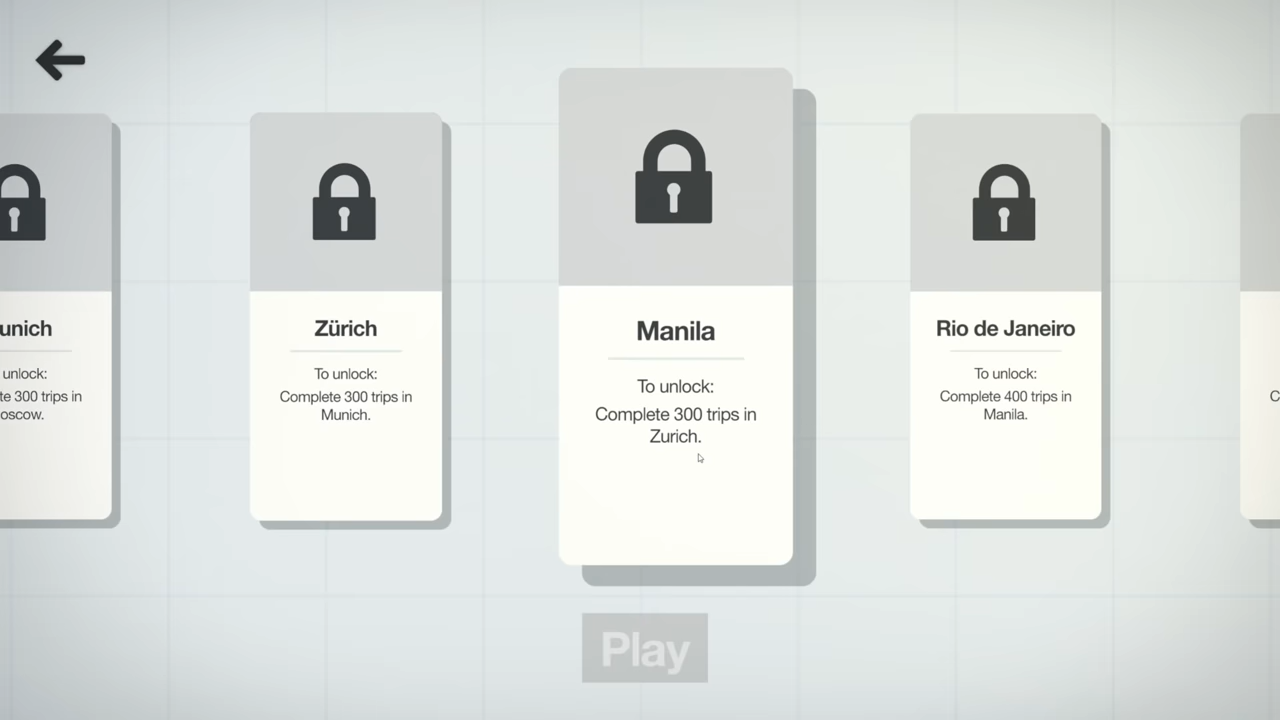 unich
unlock:
te 300 trips in
oscow.
Zürich
To unlock:
Complete 300 trips in
Munich.
Manila
To unlock:
Complete 300 trips in
Zurich.
Rio de Janeiro
To unlock:
Complete 400 trips in
Manila.
C
Play